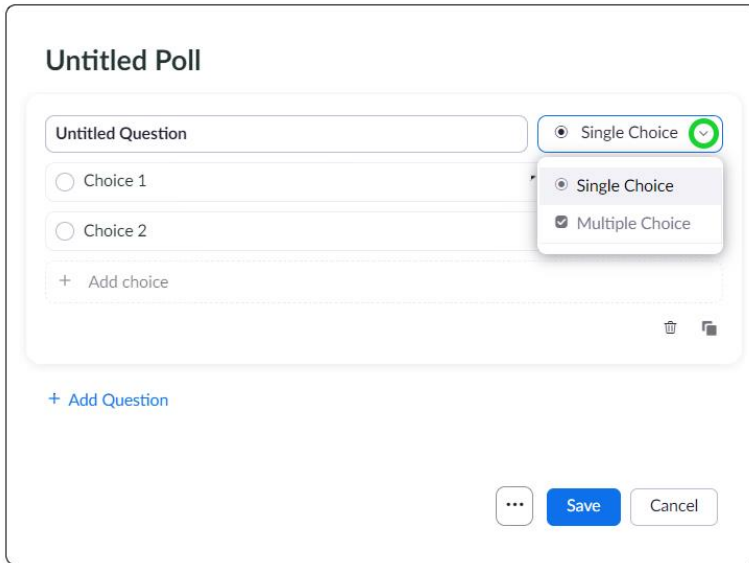 Untitled Poll
Untitled Question
Single Choice
Choice 1
Single Choice
Choice 2
Multiple Choice
+ Add choice
+ Add Question
...
Save
Cancel